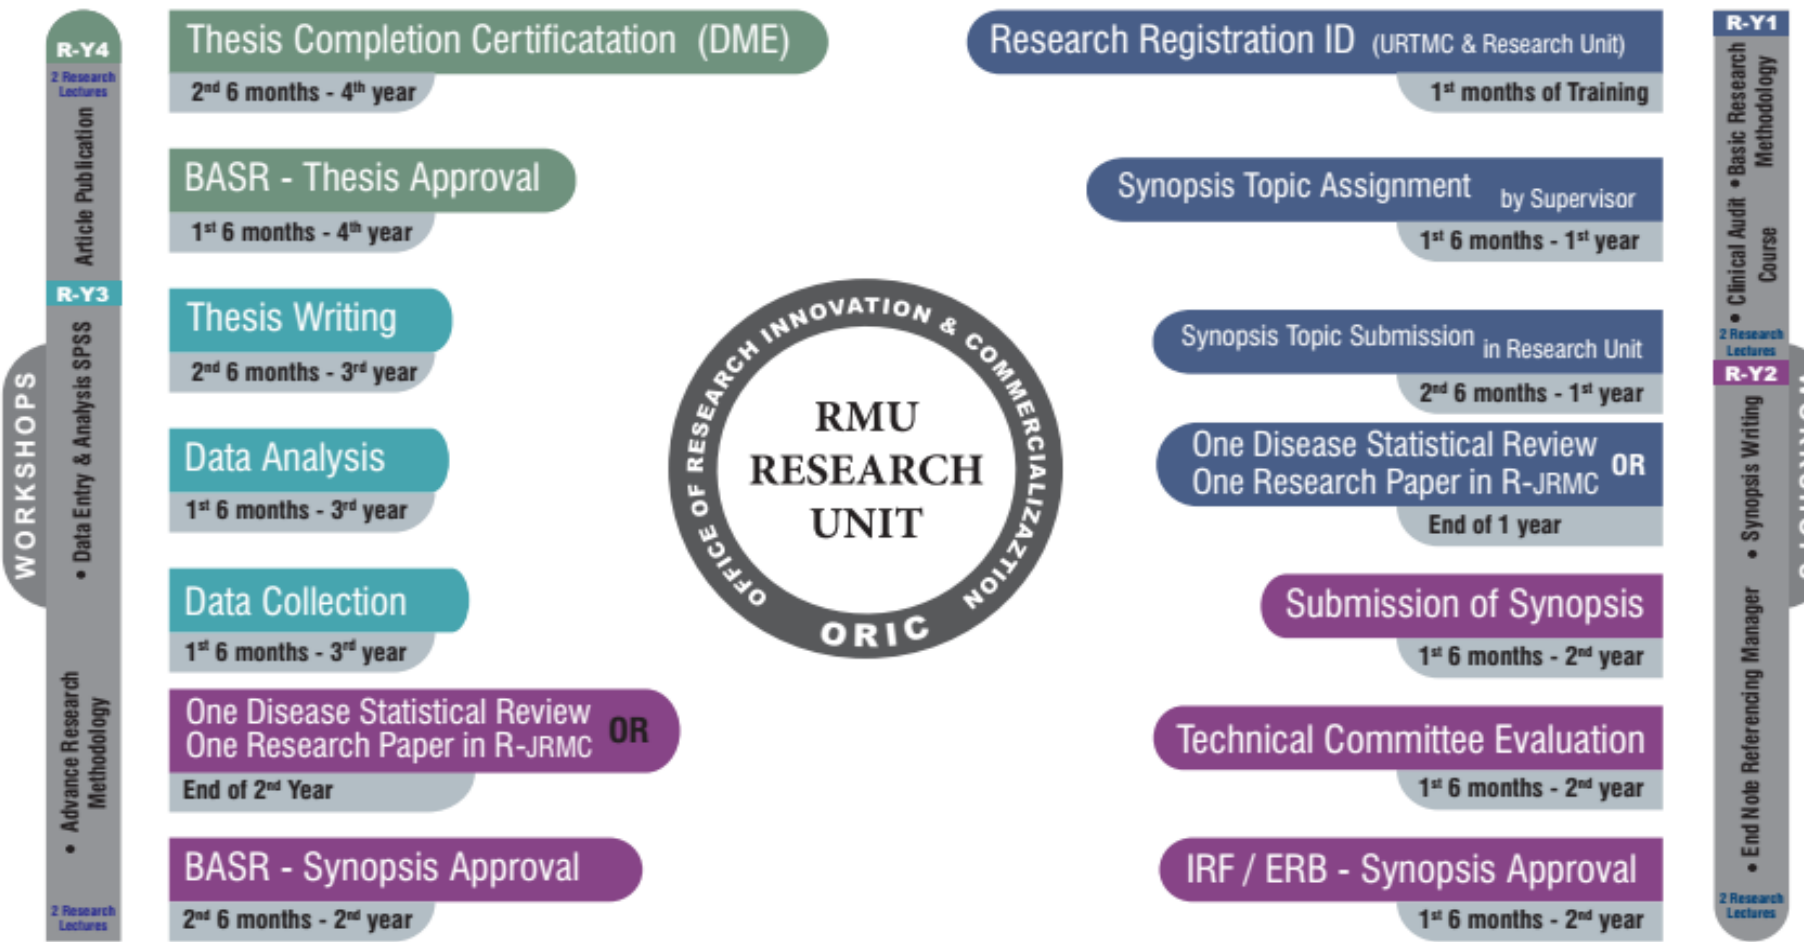 R-Y4
2 Research
Lectures
Article Publication
R-Y3
• Data Entry & Analysis SPSS
• Advance Research
Methodology
2 Research
Lectures
WORKSHOPS
Thesis Completion Certificatation (DME)
2nd 6 months - 4th year
BASR - Thesis Approval
1st 6 months - 4th year
Thesis Writing
2nd 6 months - 3rd year
Data Analysis
1st 6 months - 3rd year
Data Collection
1st 6 months - 3rd year
One Disease Statistical Review
One Research Paper in R-JRMC OR
End of 2nd Year
BASR - Synopsis Approval
2nd 6 months - 2nd year
OFFICE OF RESEARCH INNOVATION & COMMERCIALIZAZTION
ORIC
RMU
RESEARCH
UNIT
Research Registration ID (URTMC & Research Unit)
1st months of Training
Synopsis Topic Assignment by Supervisor
1st 6 months - 1st year
Synopsis Topic Submission in Research Unit
2nd 6 months - 1st year
One Disease Statistical Review
One Research Paper in R-JRMC OR
End of 1 year
Submission of Synopsis
1st 6 months - 2nd year
Technical Committee Evaluation
1st 6 months - 2nd year
IRF / ERB - Synopsis Approval
1st 6 months - 2nd year
R-Y1
• Clinical Audit • Basic Research
Course Methodology
2 Research
Lectures
R-Y2
• Synopsis Writing
• End Note Referencing Manager
2 Research
Lectures